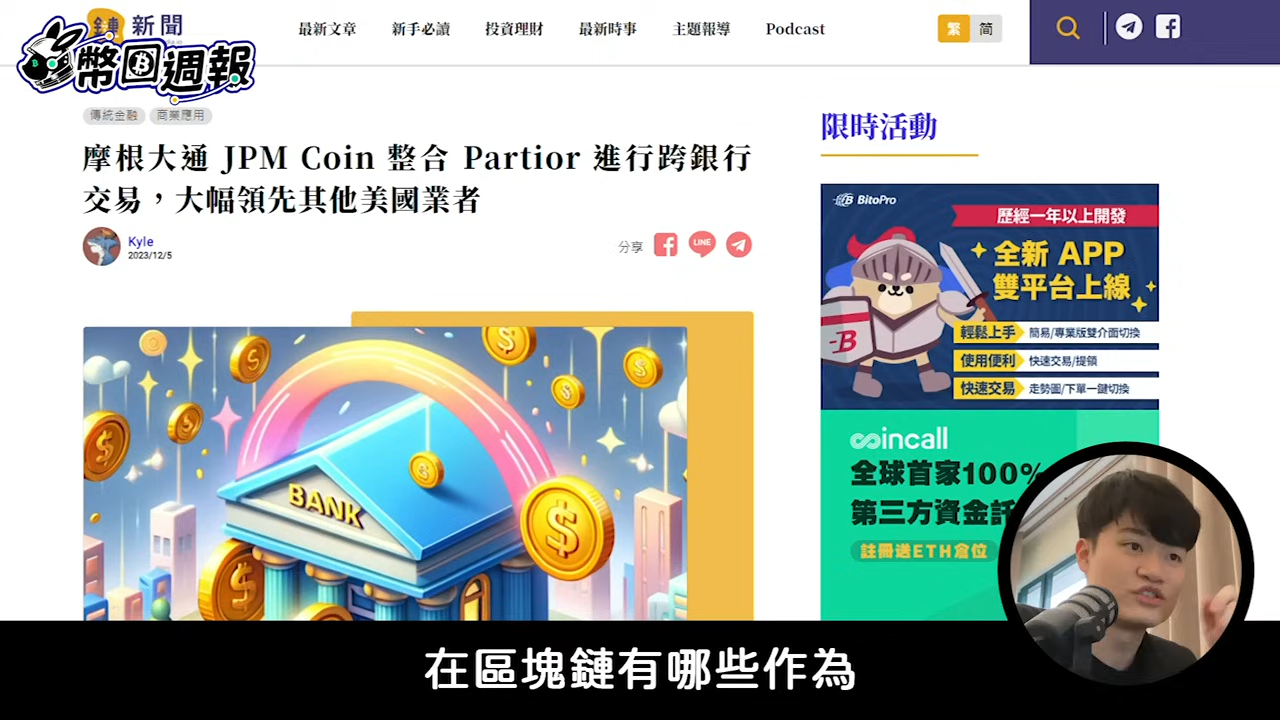 鏈新聞
幣圈週報
最新文章 新手必讀 投資理財 最新時事 主題報導 Podcast
繁 简
傳統金融 商業應用
摩根大通 JPM Coin 整合 Partior 進行跨銀行
交易，大幅領先其他美國業者
Kyle
2023/12/5
分享
LINE
BANK
限時活動
BitoPro
歷經一年以上開發
全新 APP
雙平台上線
輕鬆上手 簡易/專業版雙介面切換
使用便利 快速交易/提領
快速交易 走勢圖/下單一鍵切換
coincall
全球首家100%
第三方資金託
註冊送ETH倉位
在區塊鏈有哪些作為